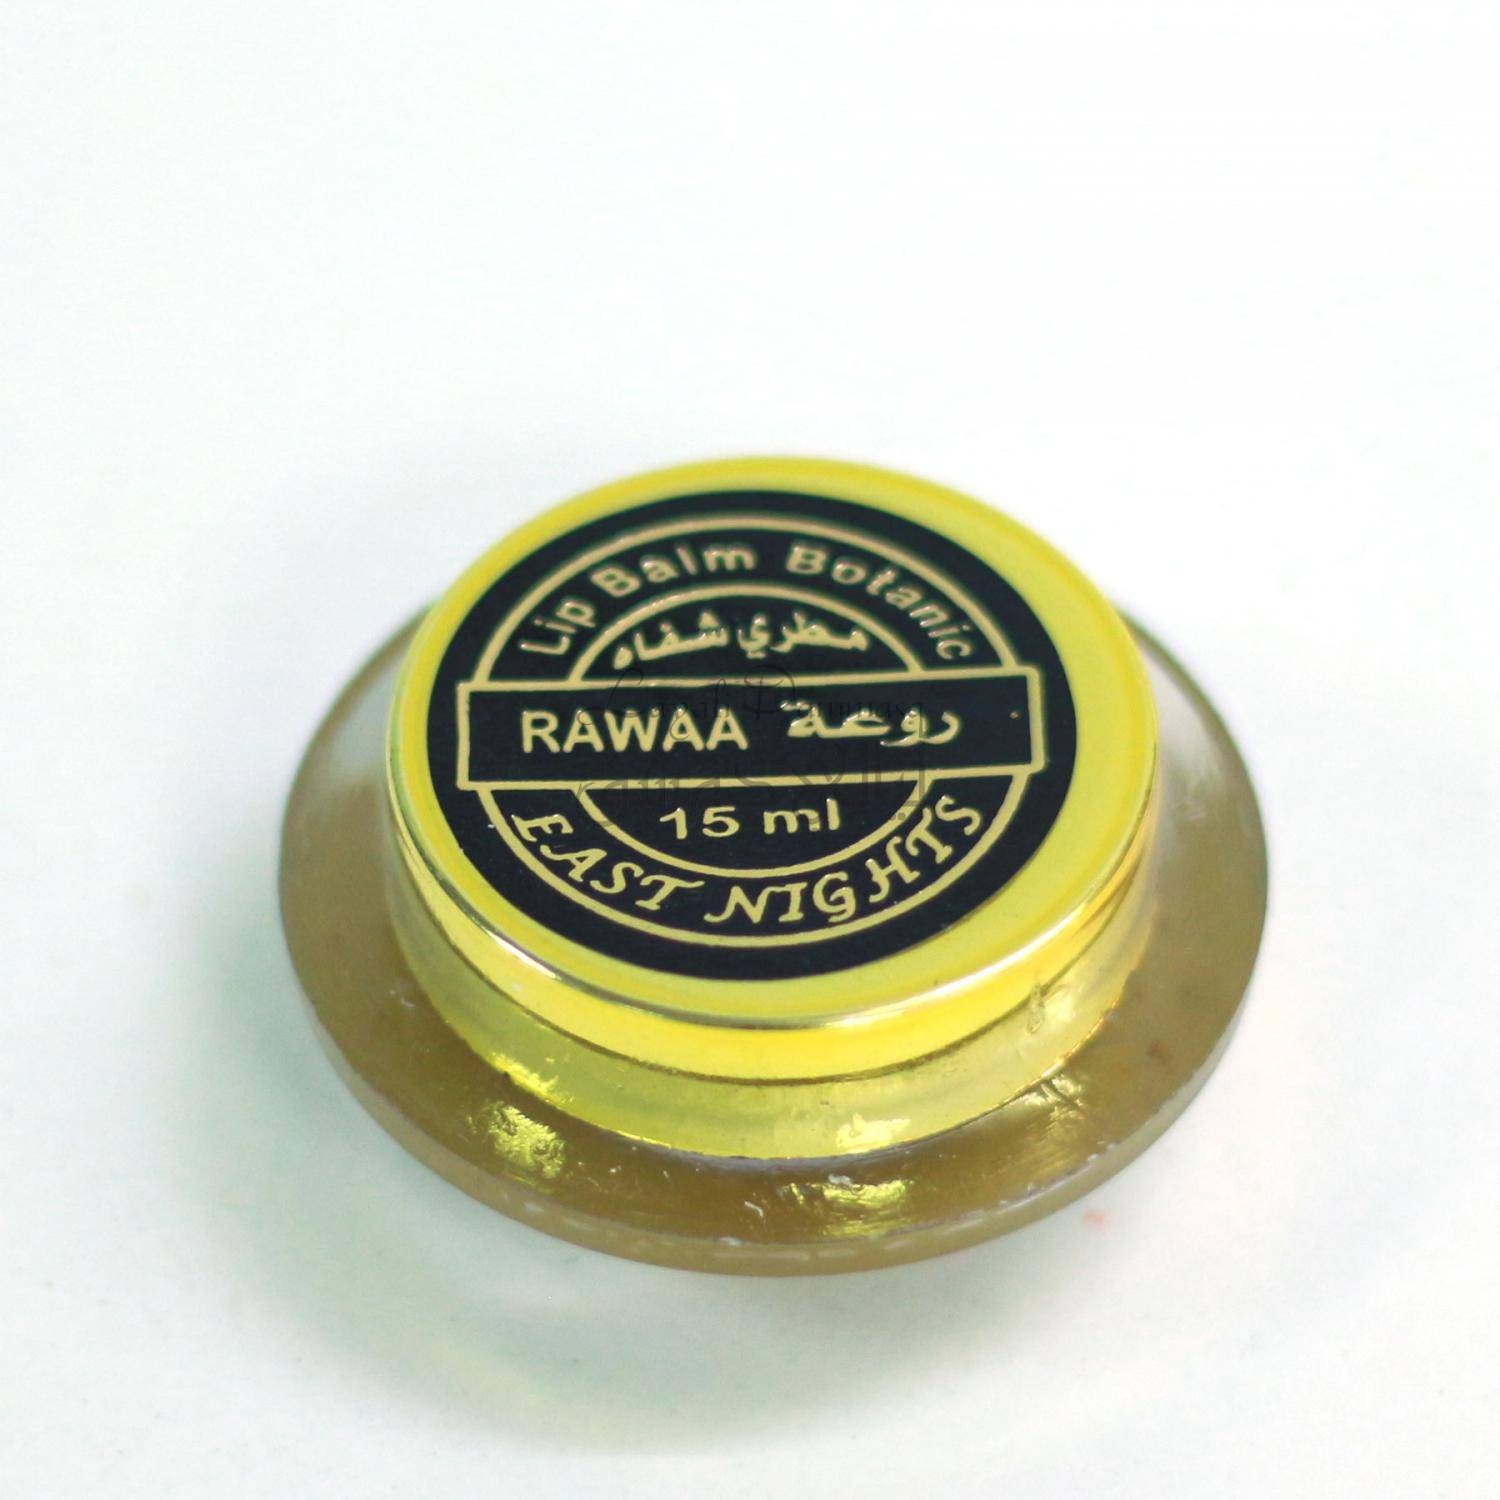 Lip Balm Botanic
مطري شفاه
RAWAA روعة
15 ml
EAST NIGHTS